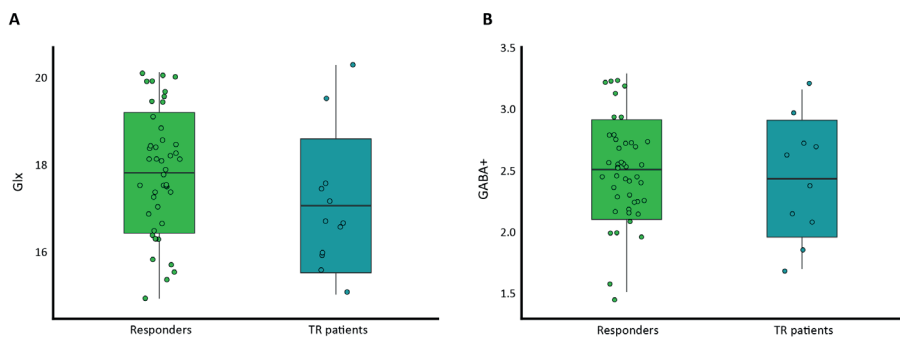 A
Glx
20
18
16
Responders
TR patients
B
GABA+
3.5
3.0
2.5
2.0
1.5
Responders
TR patients